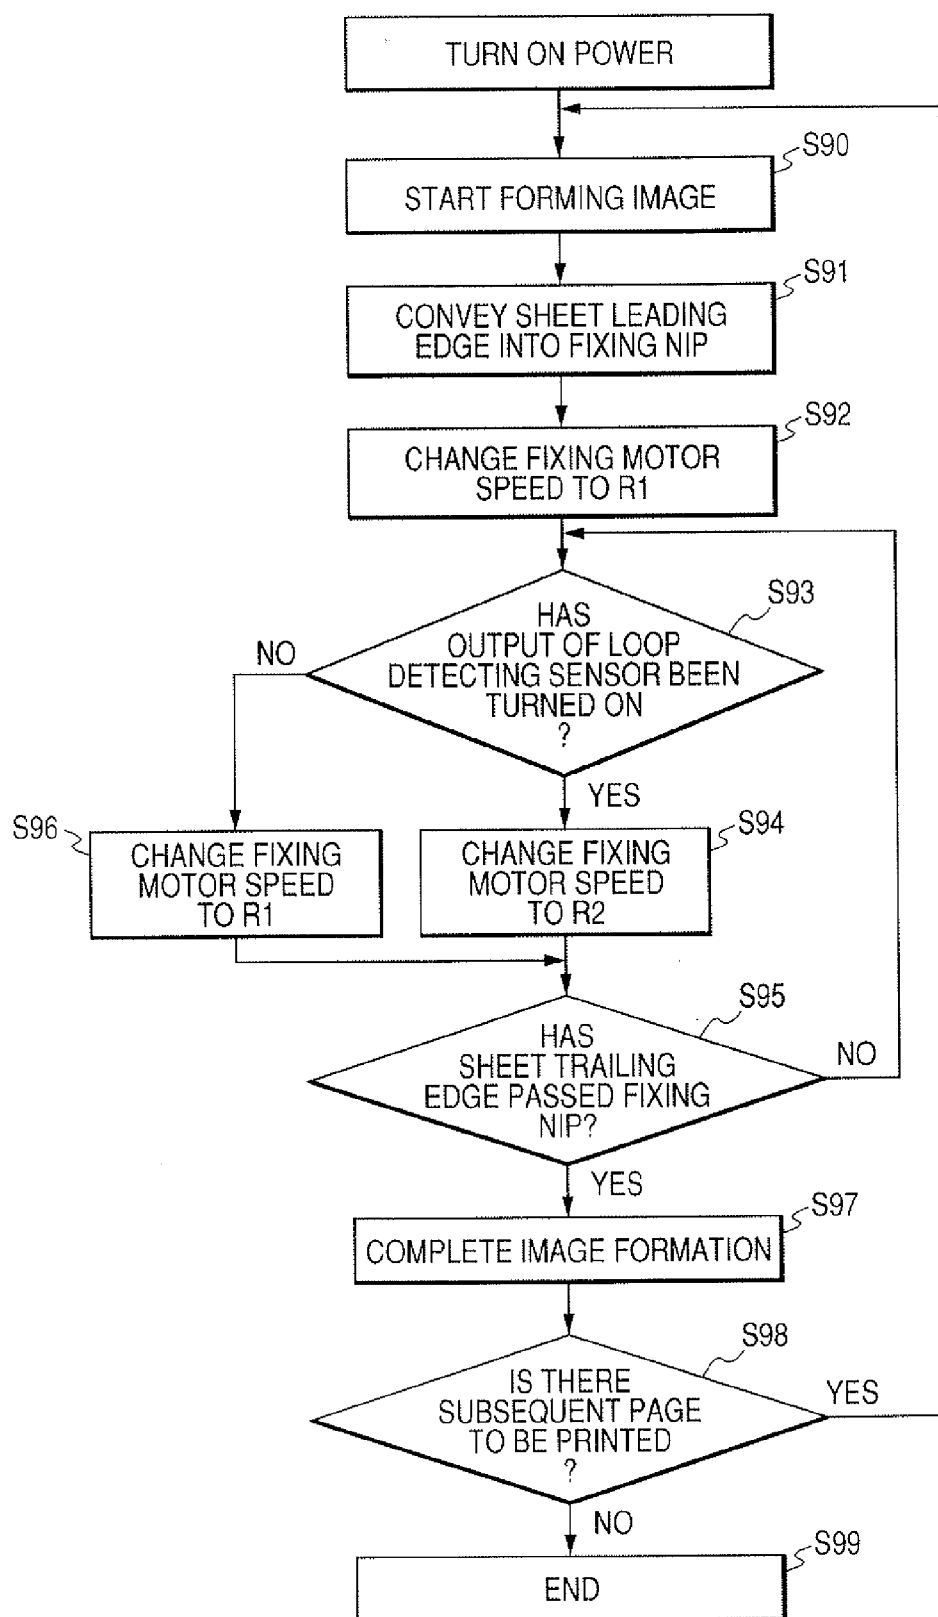 TURN ON POWER
S90
START FORMING IMAGE
S91
CONVEY SHEET LEADING
EDGE INTO FIXING NIP
S92
CHANGE FIXING MOTOR
SPEED TO R1
S93
HAS
OUTPUT OF LOOP
DETECTING SENSOR BEEN
TURNED ON
?
NO
YES
S96
CHANGE FIXING
MOTOR SPEED
TO R1
S94
CHANGE FIXING
MOTOR SPEED
TO R2
S95
HAS
SHEET TRAILING
EDGE PASSED FIXING
NIP?
NO
YES
S97
COMPLETE IMAGE FORMATION
S98
IS THERE
SUBSEQUENT PAGE
TO BE PRINTED
?
YES
NO
S99
END